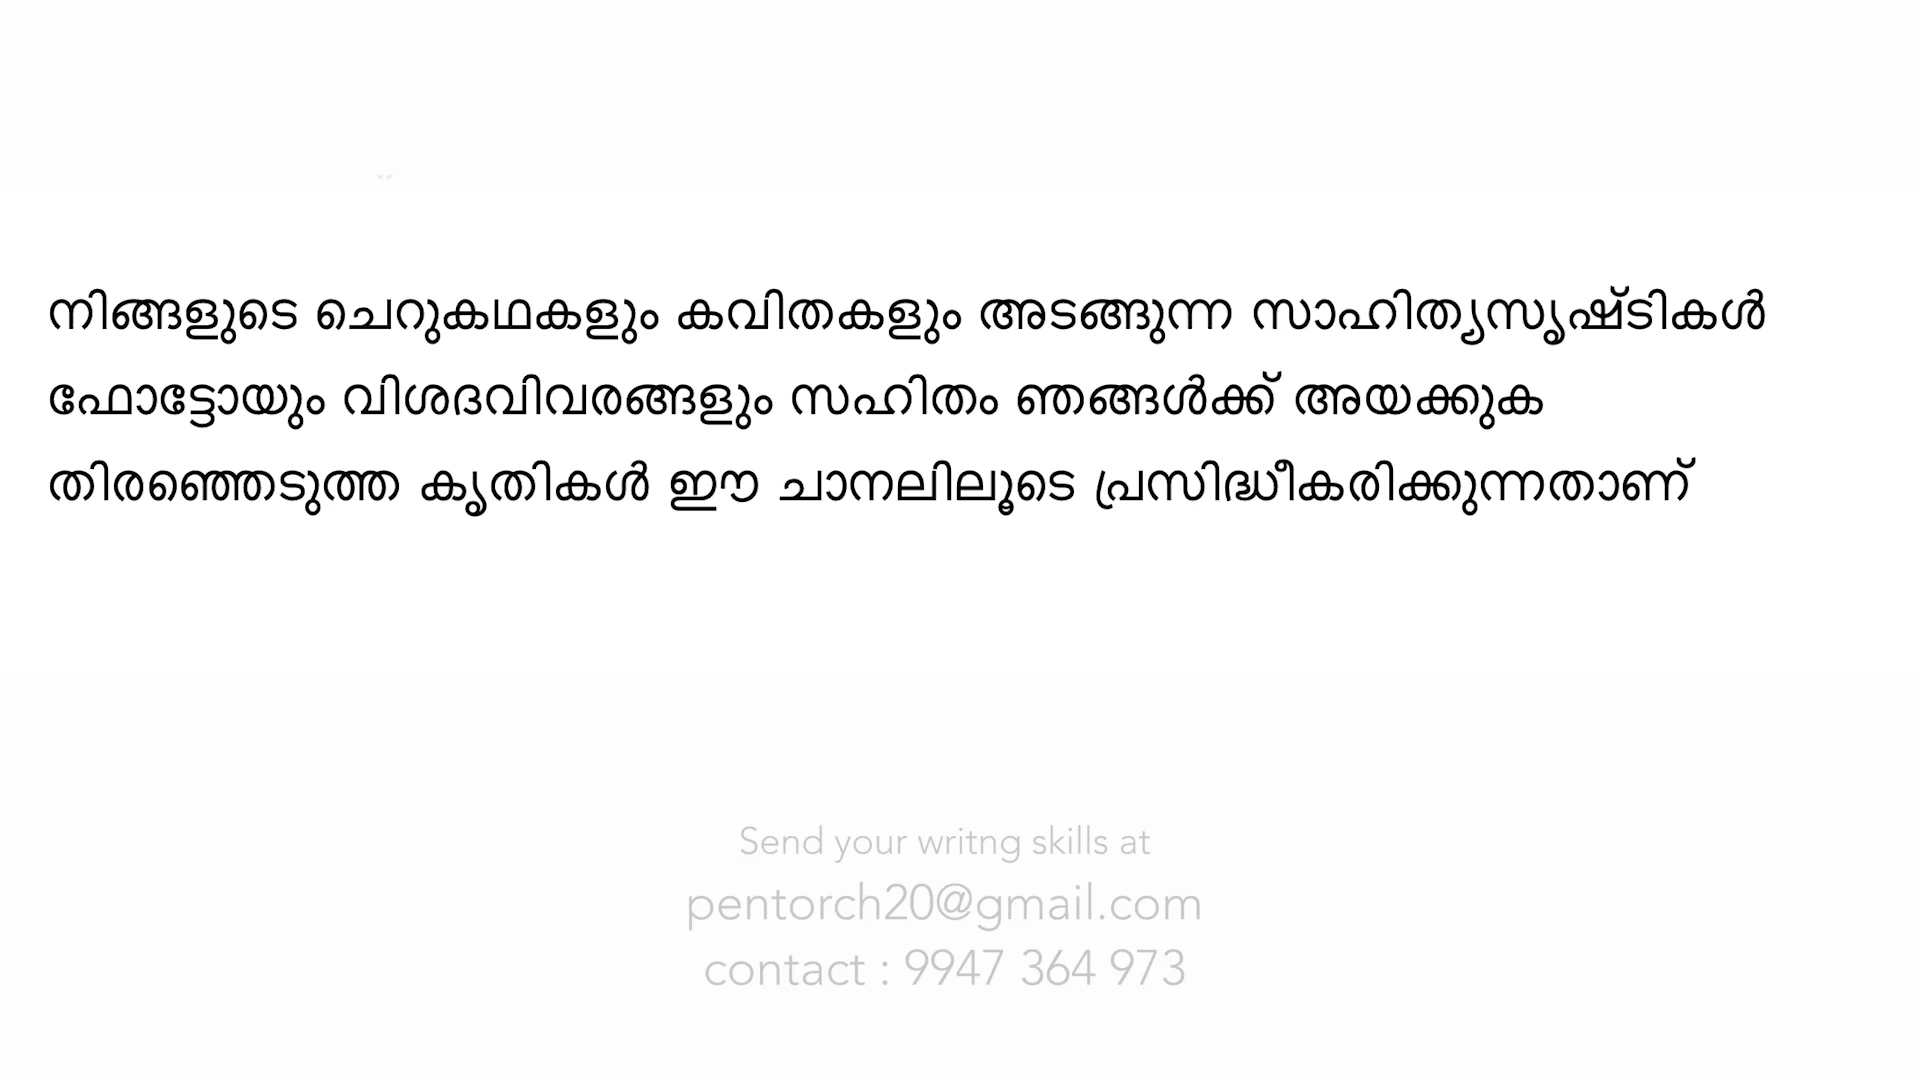 നിങ്ങളുടെ ചെറുകഥകളും കവിതകളും അടങ്ങുന്ന സാഹിത്യസൃഷ്ടികൾ
ഫോട്ടോയും വിശദവിവരങ്ങളും സഹിതം ഞങ്ങൾക്ക് അയക്കുക
തിരഞ്ഞെടുത്ത കൃതികൾ ഈ ചാനലിലൂടെ പ്രസിദ്ധീകരിക്കുന്നതാണ്
Send your writng skills at
pentorch20@gmail.com
contact : 9947 364 973